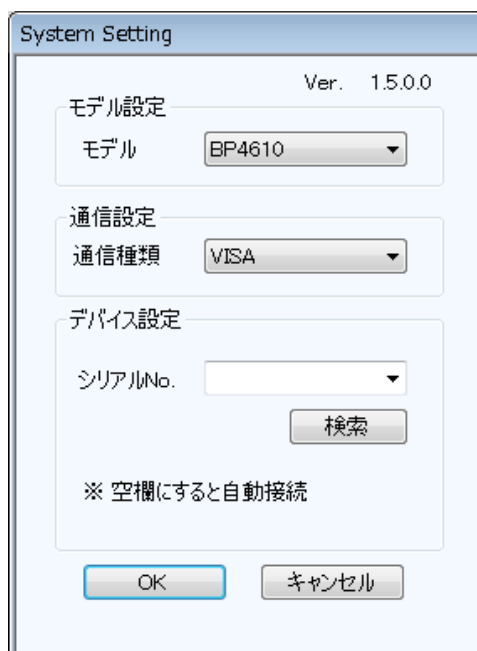 System Setting
Ver. 1.5.0.0
モデル設定
モデル BP4610
通信設定
通信種類 VISA
デバイス設定
シリアルNo.
検索
※ 空欄にすると自動接続
OK キャンセル